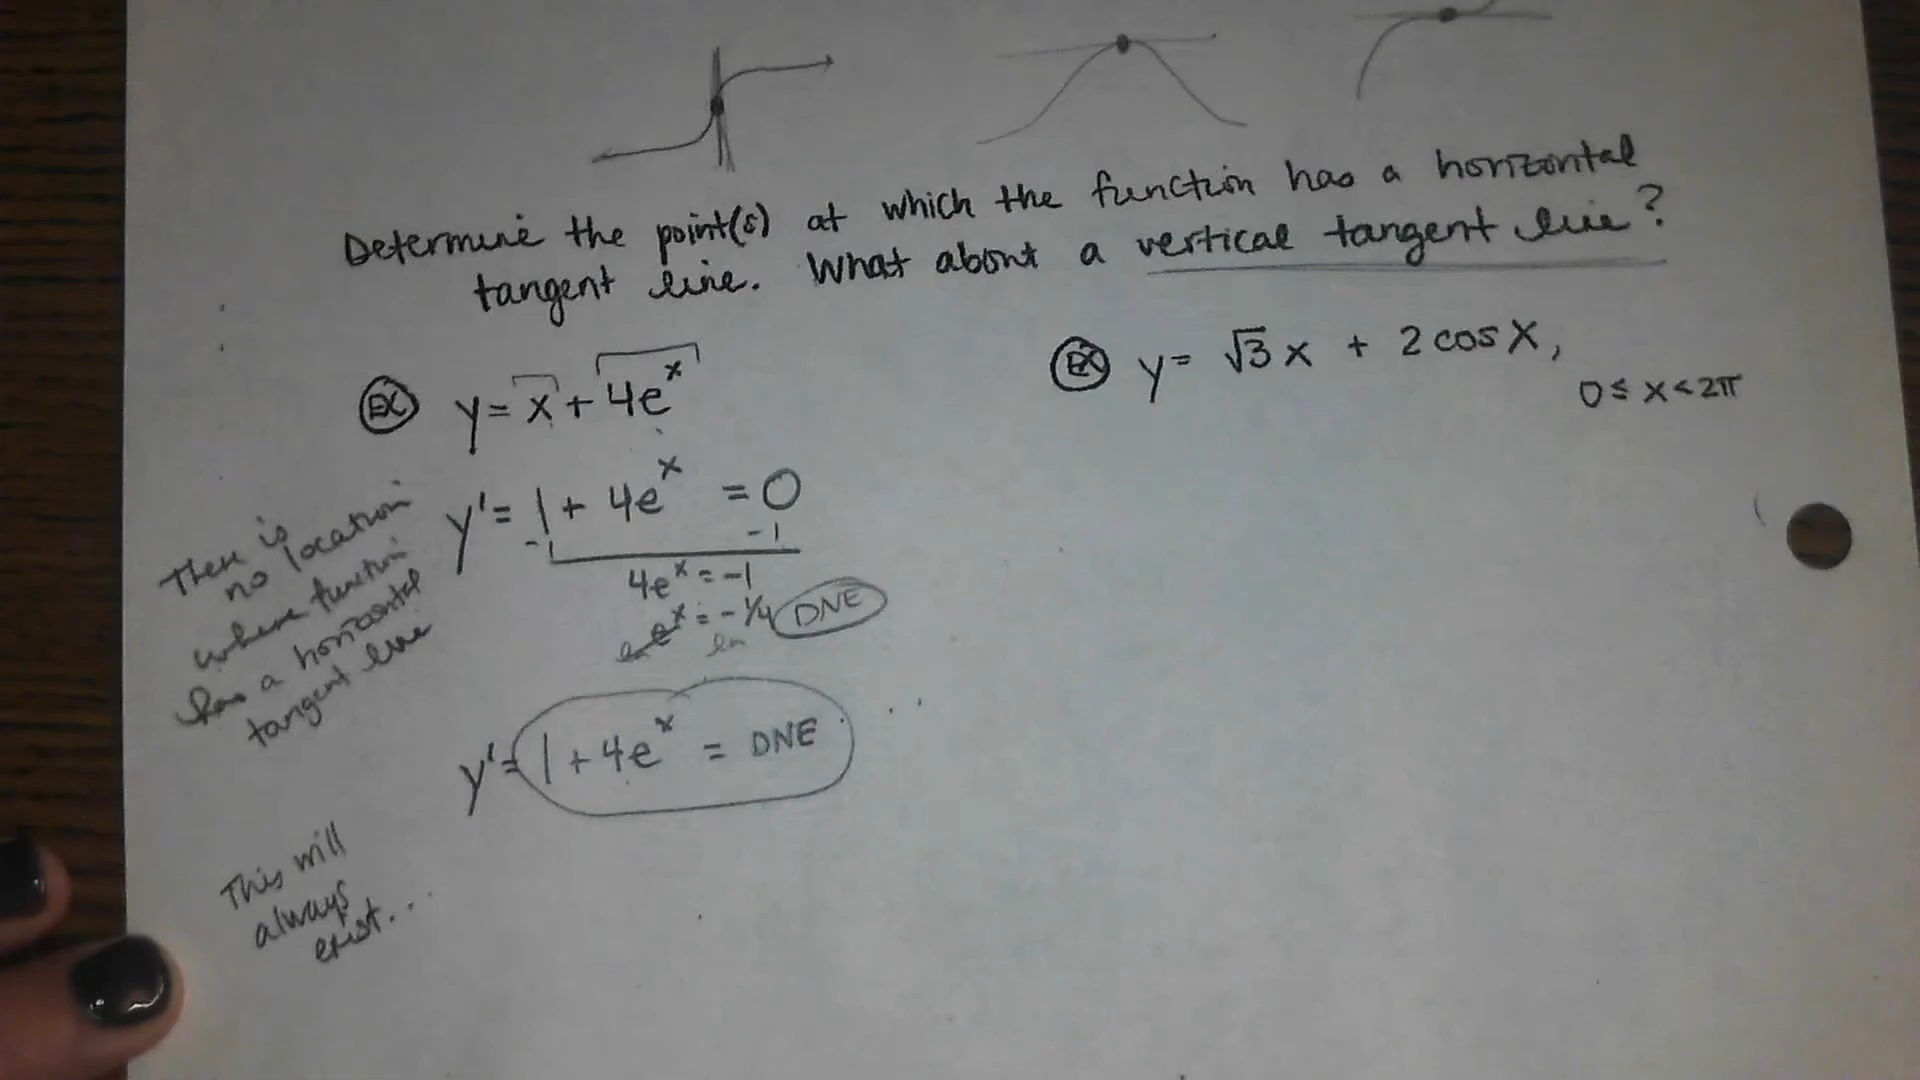 Determine the point(s) at which the function has a horizontal
tangent line. What about a vertical tangent line?
EX y = x + 4e^x
y' = 1 + 4e^x = 0
-1 -1
4e^x = -1
ln e^x = -1/4 DNE
ln
There is
no location
where function
has a horizontal
tangent line
y' = 1 + 4e^x = DNE
This will
always
exist...
EX y = √3 x + 2 cos x,
0 ≤ x < 2π